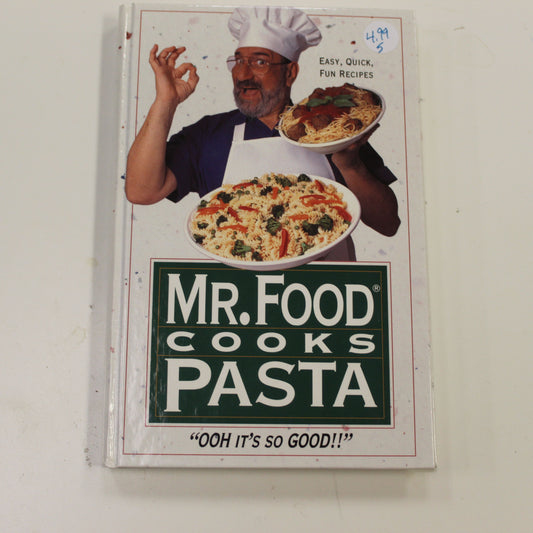 4.99
5
EASY, QUICK,
FUN RECIPES
MR. FOOD®
COOKS
PASTA
"OOH IT'S SO GOOD!!"